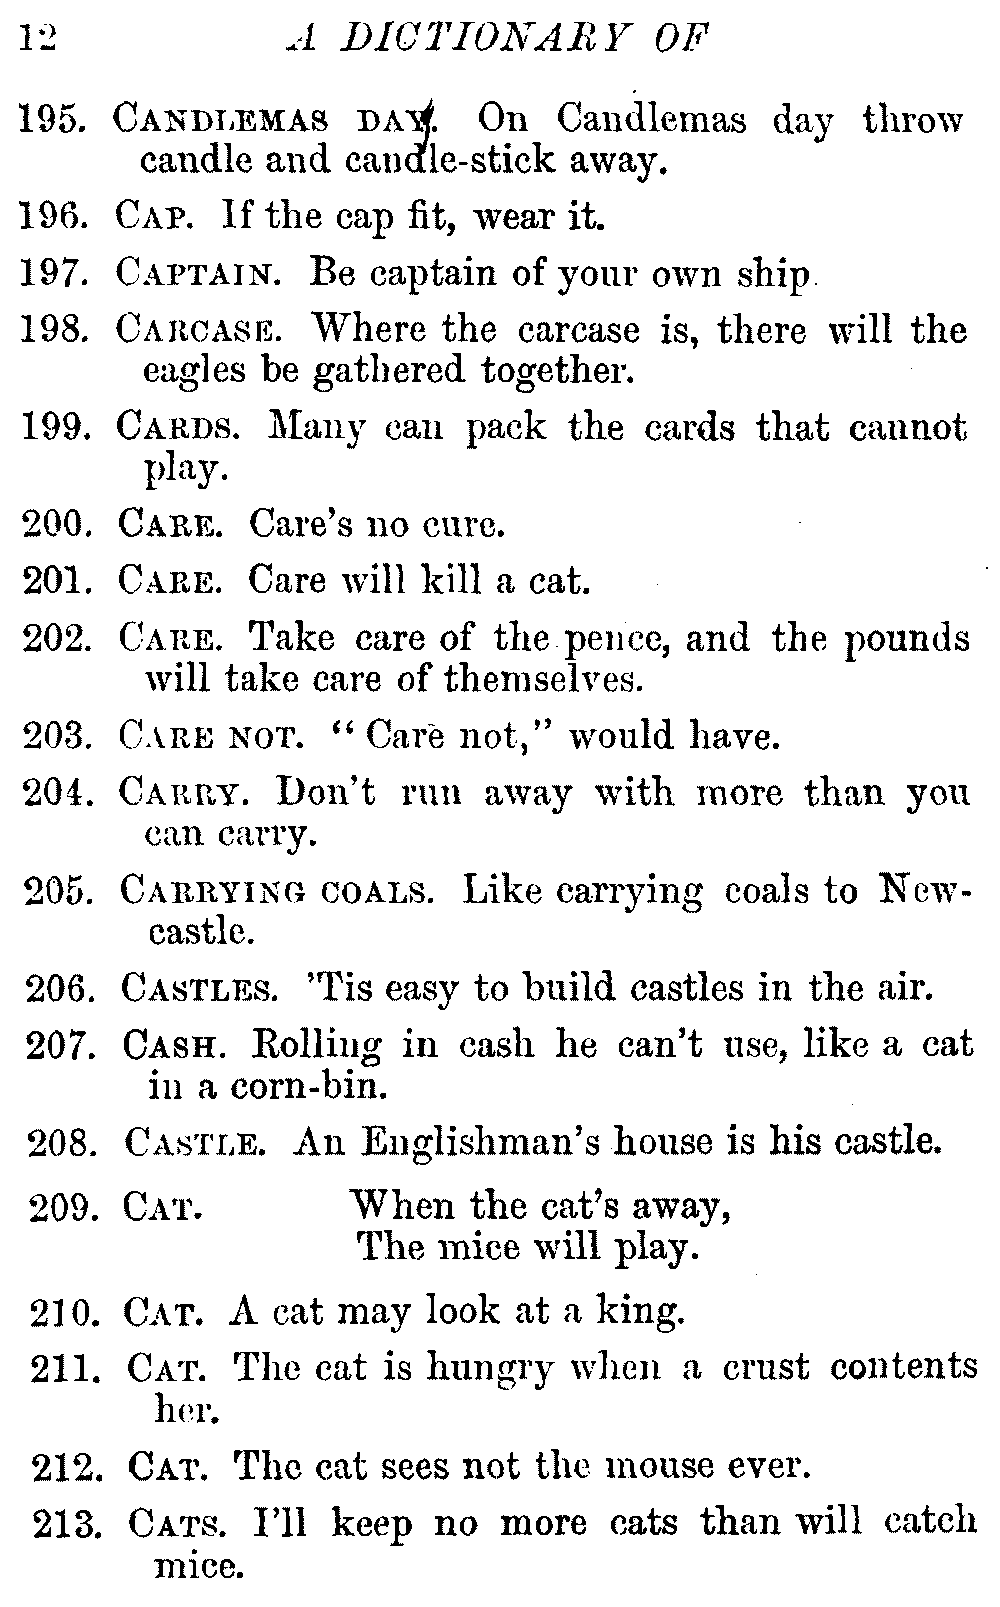 12 A DICTIONARY OF
195. CANDLEMAS DAY. On Candlemas day throw
candle and candle-stick away.
196. CAP. If the cap fit, wear it.
197. CAPTAIN. Be captain of your own ship.
198. CARCASE. Where the carcase is, there will the
eagles be gathered together.
199. CARDS. Many can pack the cards that cannot
play.
200. CARE. Care's no cure.
201. CARE. Care will kill a cat.
202. CARE. Take care of the pence, and the pounds
will take care of themselves.
203. CARE NOT. "Care not," would have.
204. CARRY. Don't run away with more than you
can carry.
205. CARRYING COALS. Like carrying coals to New-
castle.
206. CASTLES. 'Tis easy to build castles in the air.
207. CASH. Rolling in cash he can't use, like a cat
in a corn-bin.
208. CASTLE. An Englishman's house is his castle.
209. CAT. When the cat's away,
The mice will play.
210. CAT. A cat may look at a king.
211. CAT. The cat is hungry when a crust contents
her.
212. CAT. The cat sees not the mouse ever.
213. CATS. I'll keep no more cats than will catch
mice.